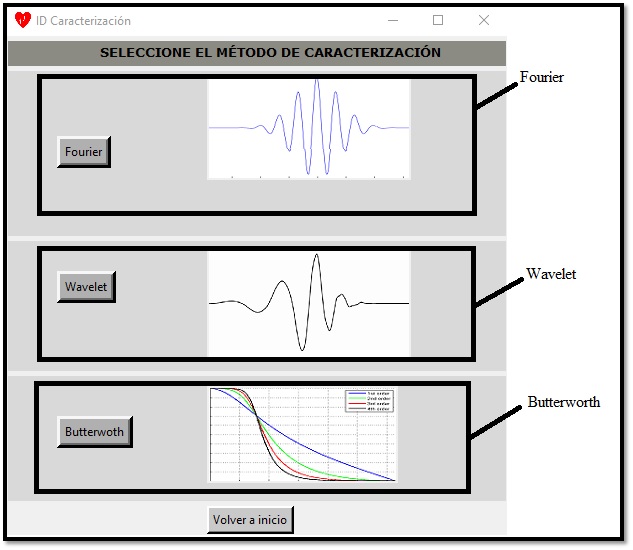 ID Caracterización
SELECCIONE EL MÉTODO DE CARACTERIZACIÓN
Fourier
Fourier
Wavelet
Wavelet
Butterworth
1st order
2nd order
3rd order
4th order
Butterwoth
Volver a inicio